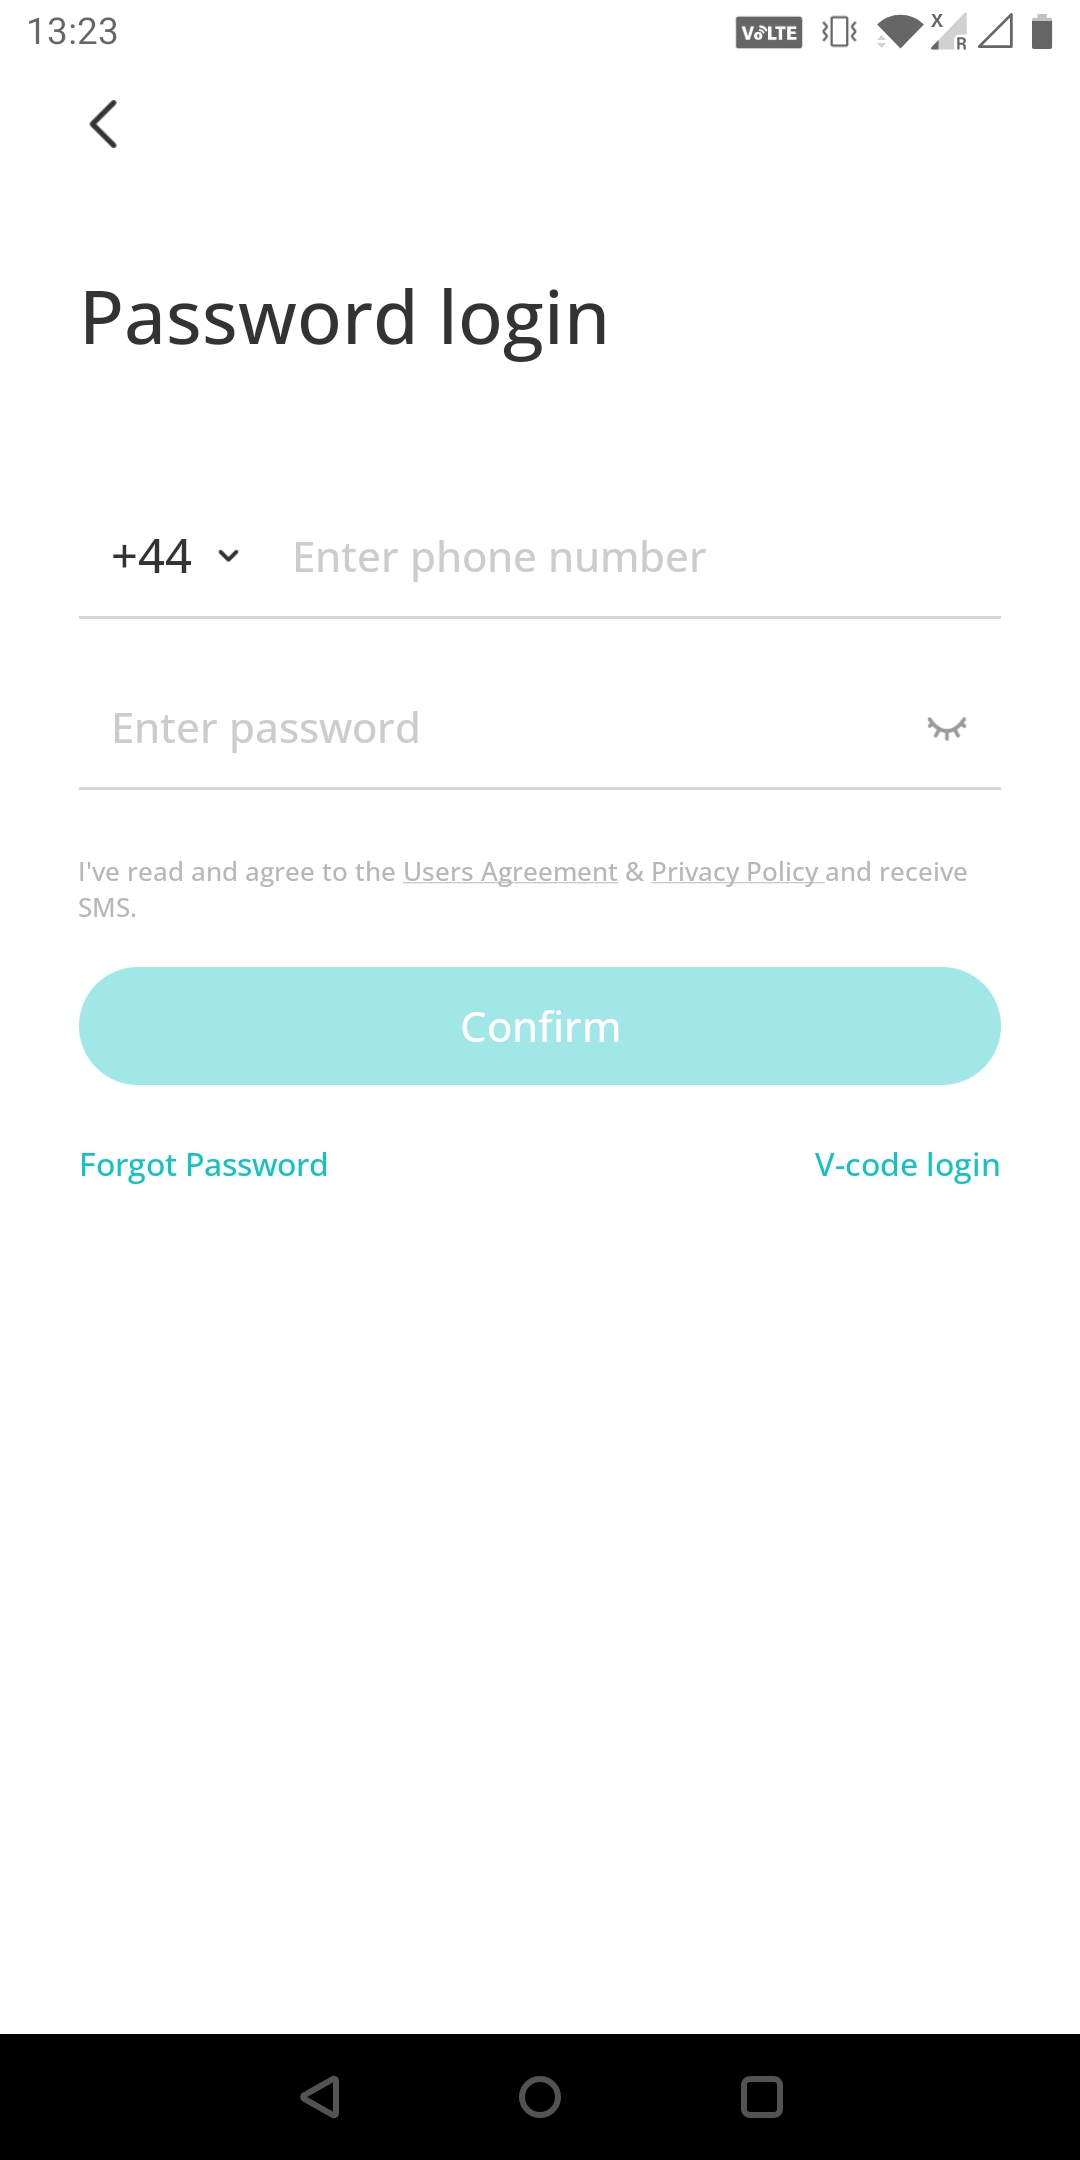 13:23
VoLTE
X
R
Password login
+44
Enter phone number
Enter password
I've read and agree to the Users Agreement & Privacy Policy and receive
SMS.
Confirm
Forgot Password
V-code login